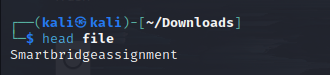 ┌──(kali㉿kali)-[~/Downloads]
└─$ head file
Smartbridgeassignment